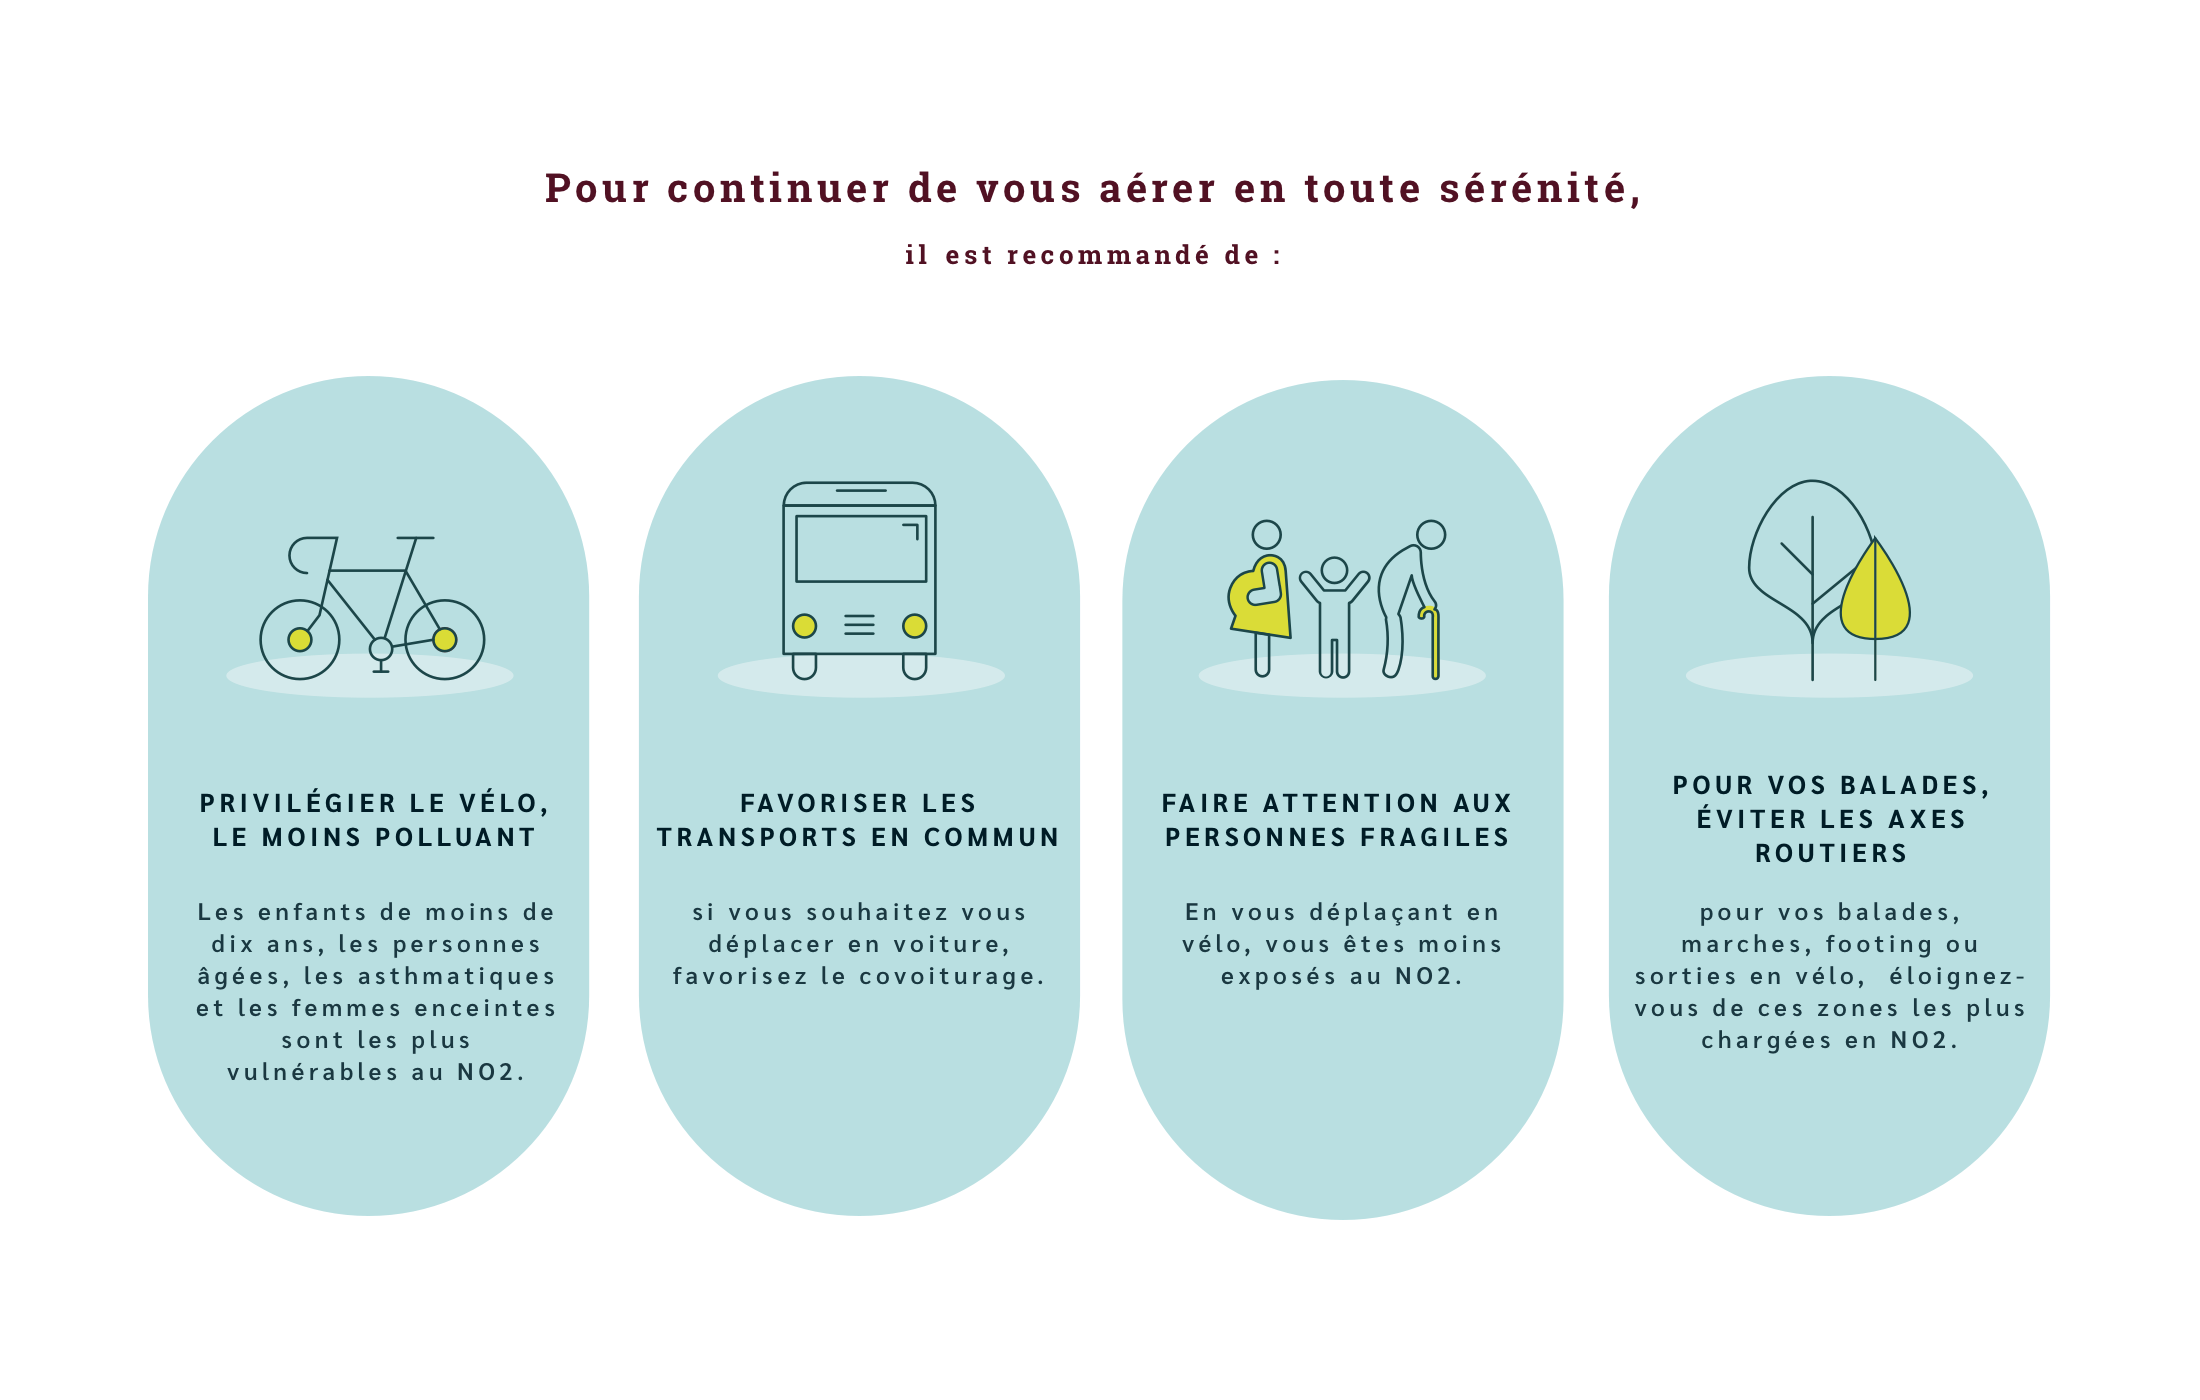 Pour continuer de vous aérer en toute sérénité,
il est recommandé de :
PRIVILÉGIER LE VÉLO,
LE MOINS POLLUANT
Les enfants de moins de
dix ans, les personnes
âgées, les asthmatiques
et les femmes enceintes
sont les plus
vulnérables au NO2.
FAVORISER LES
TRANSPORTS EN COMMUN
si vous souhaitez vous
déplacer en voiture,
favorisez le covoiturage.
FAIRE ATTENTION AUX
PERSONNES FRAGILES
En vous déplaçant en
vélo, vous êtes moins
exposés au NO2.
POUR VOS BALADES,
ÉVITER LES AXES
ROUTIERS
pour vos balades,
marches, footing ou
sorties en vélo,  éloignez-
vous de ces zones les plus
chargées en NO2.